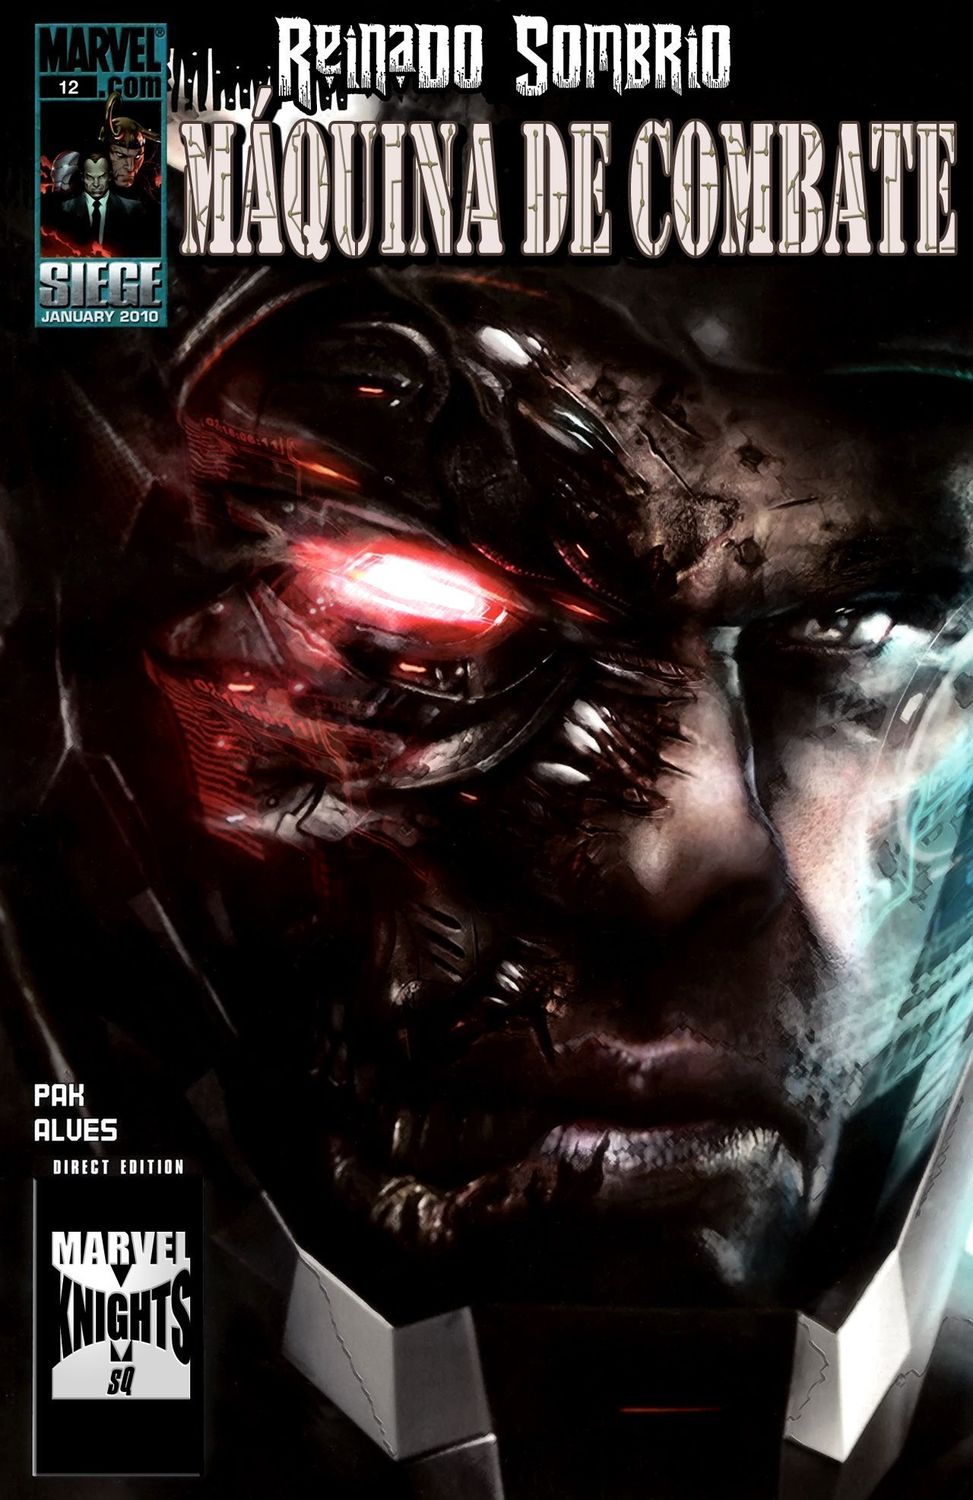 MARVEL
12 .com
Reinado Sombrio
MÁQUINA DE COMBATE
SIEGE
JANUARY 2010
PAK
ALVES
DIRECT EDITION
MARVEL
KNIGHTS
SQ